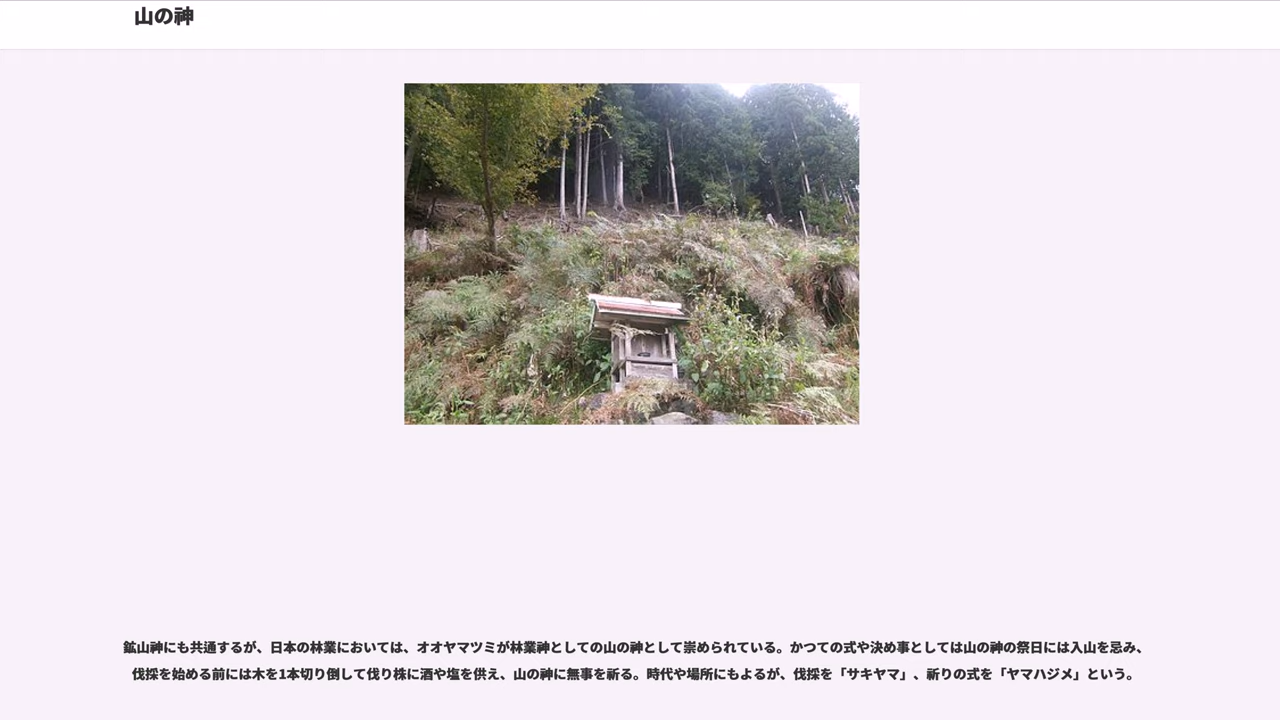 山の神
鉱山神にも共通するが、日本の林業においては、オオヤマツミが林業神としての山の神として崇められている。かつての式や決め事としては山の神の祭日には入山を忌み、
伐採を始める前には木を1本切り倒して伐り株に酒や塩を供え、山の神に無事を祈る。時代や場所にもよるが、伐採を「サキヤマ」、祈りの式を「ヤマハジメ」という。